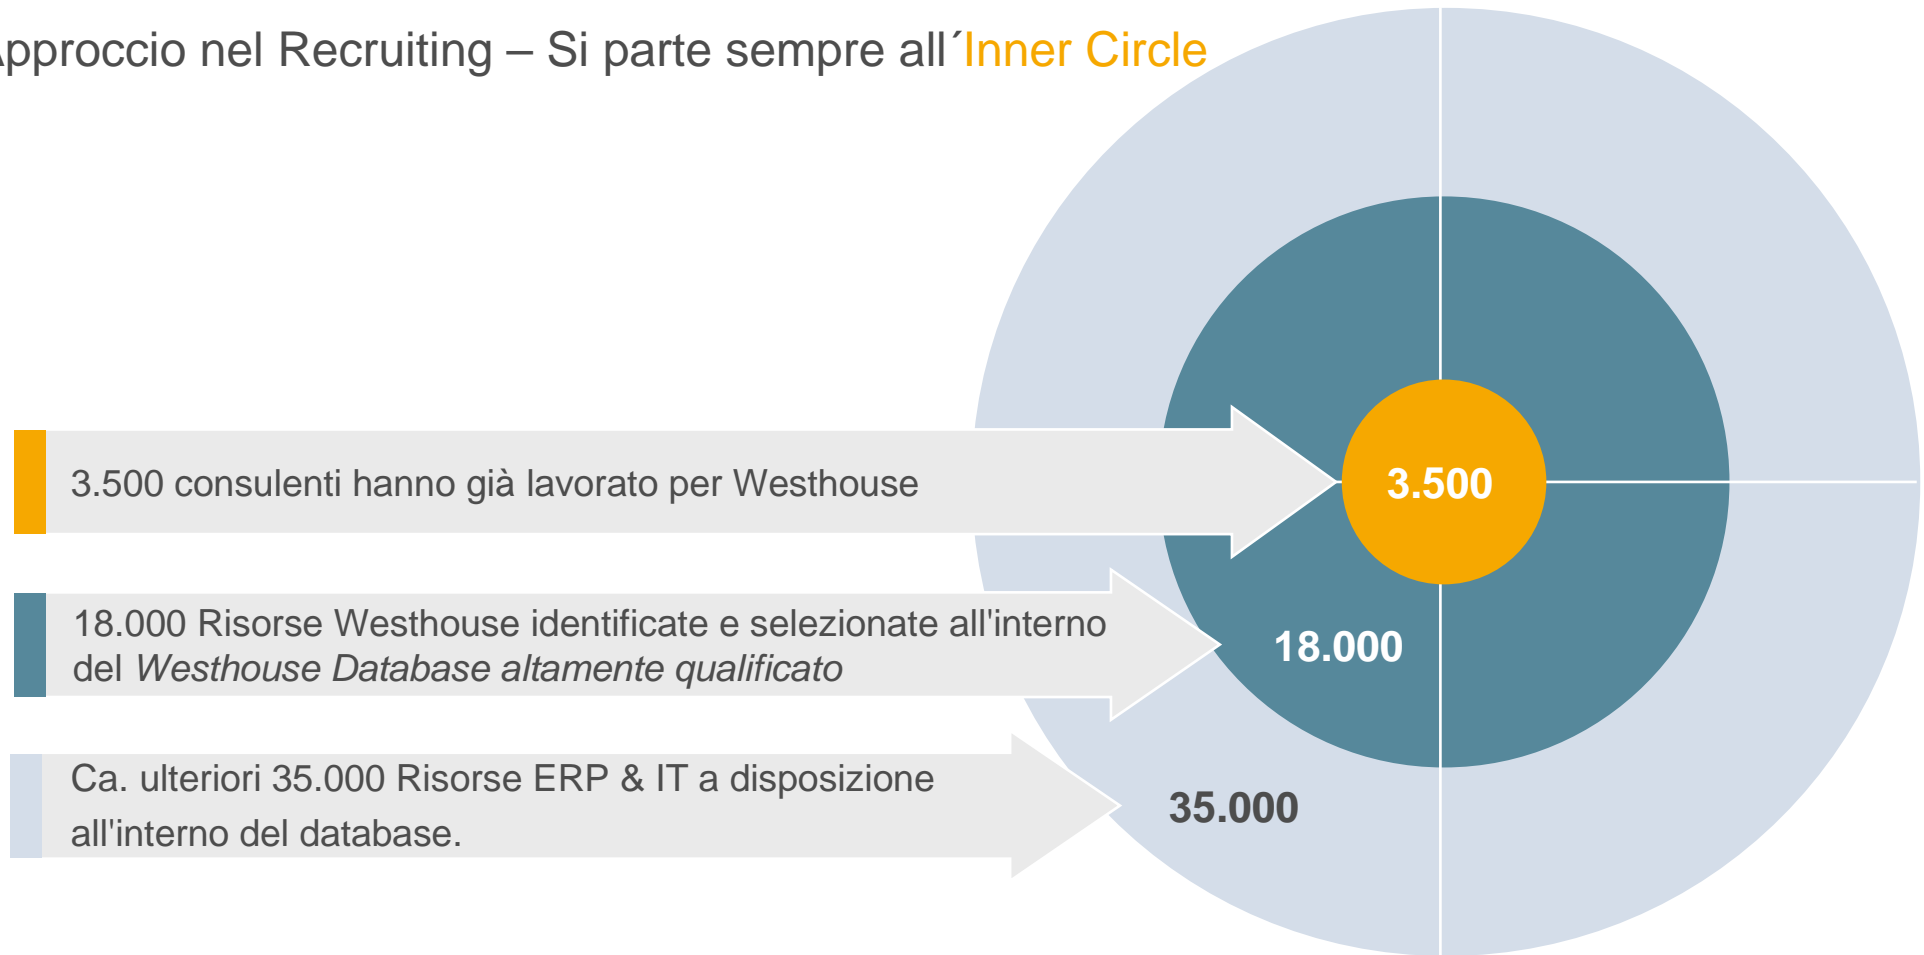 Approccio nel Recruiting – Si parte sempre all´Inner Circle
3.500 consulenti hanno già lavorato per Westhouse
3.500
18.000 Risorse Westhouse identificate e selezionate all'interno
del Westhouse Database altamente qualificato
18.000
Ca. ulteriori 35.000 Risorse ERP & IT a disposizione
all'interno del database.
35.000